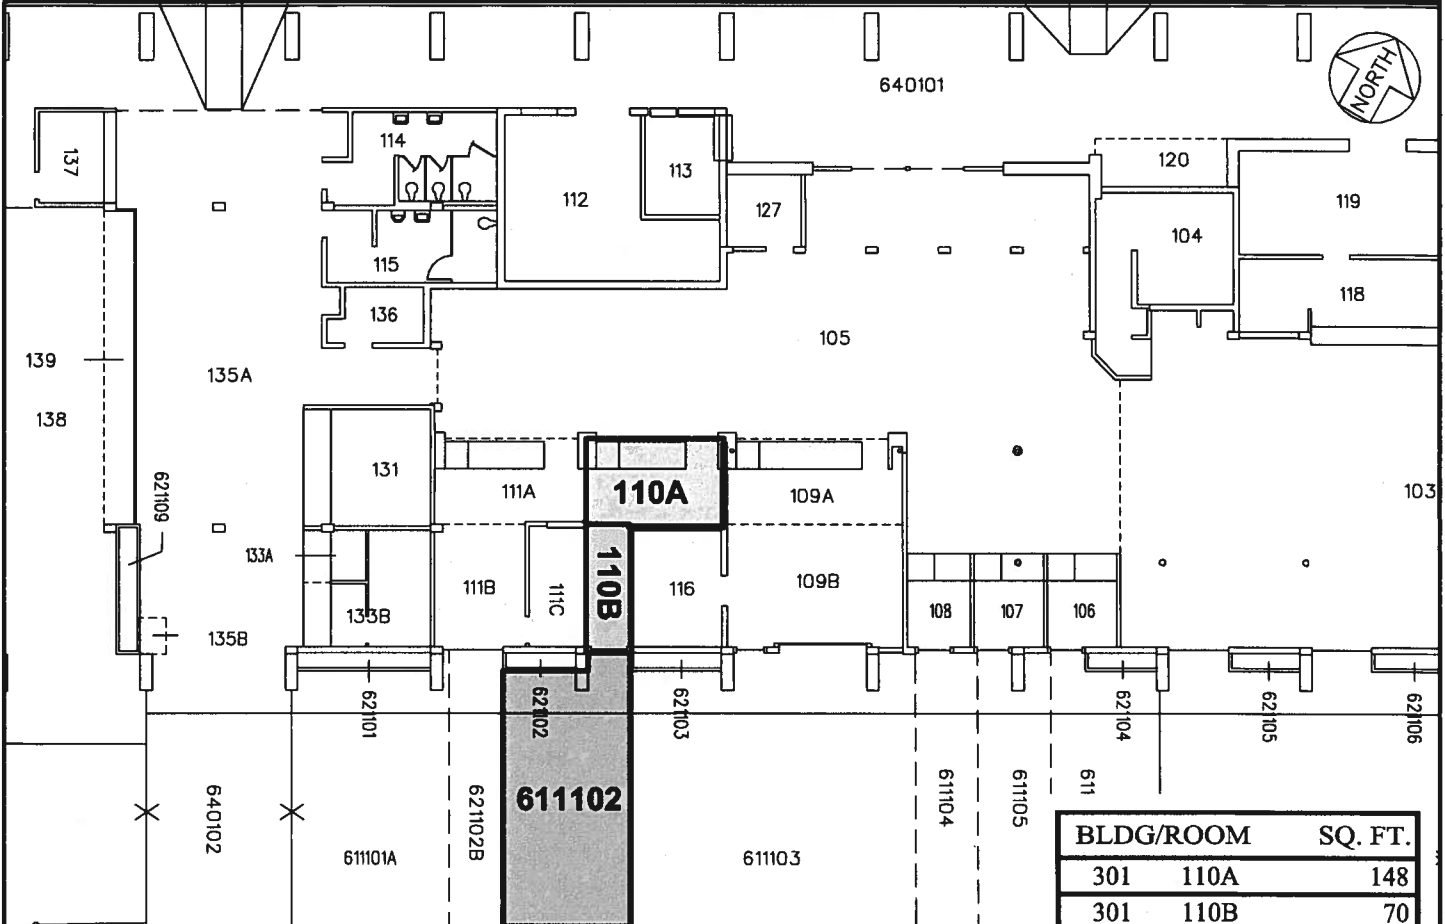 640101
NORTH
137
114
113
120
112
127
119
104
115
118
136
105
139
135A
138
131
111A
110A
109A
103
621109
133A
111B
111C
110B
116
109B
133B
135B
108
107
106
621101
621102
621103
621104
621105
621106
640102
611101A
621102B
611102
611103
611104
611105
611
BLDG/ROOM SQ. FT.
301 110A 148
301 110B 70